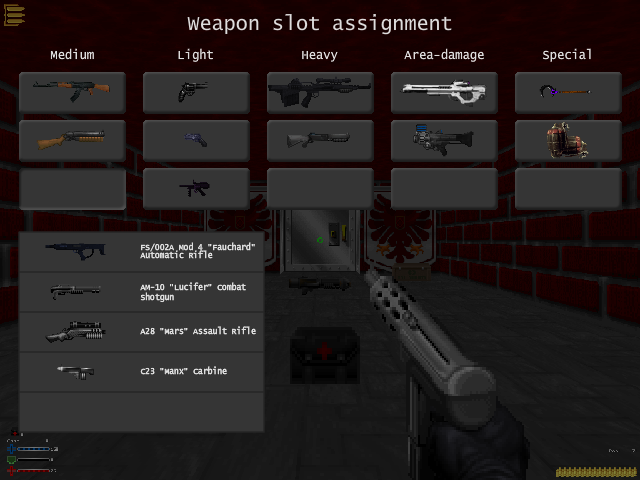 Weapon slot assignment
Medium Light Heavy Area-damage Special
FS/002A Mod 4 "Fauchard"
Automatic Rifle
AM-10 "Lucifer" combat
shotgun
A28 "Mars" Assault Rifle
C23 "Manx" carbine